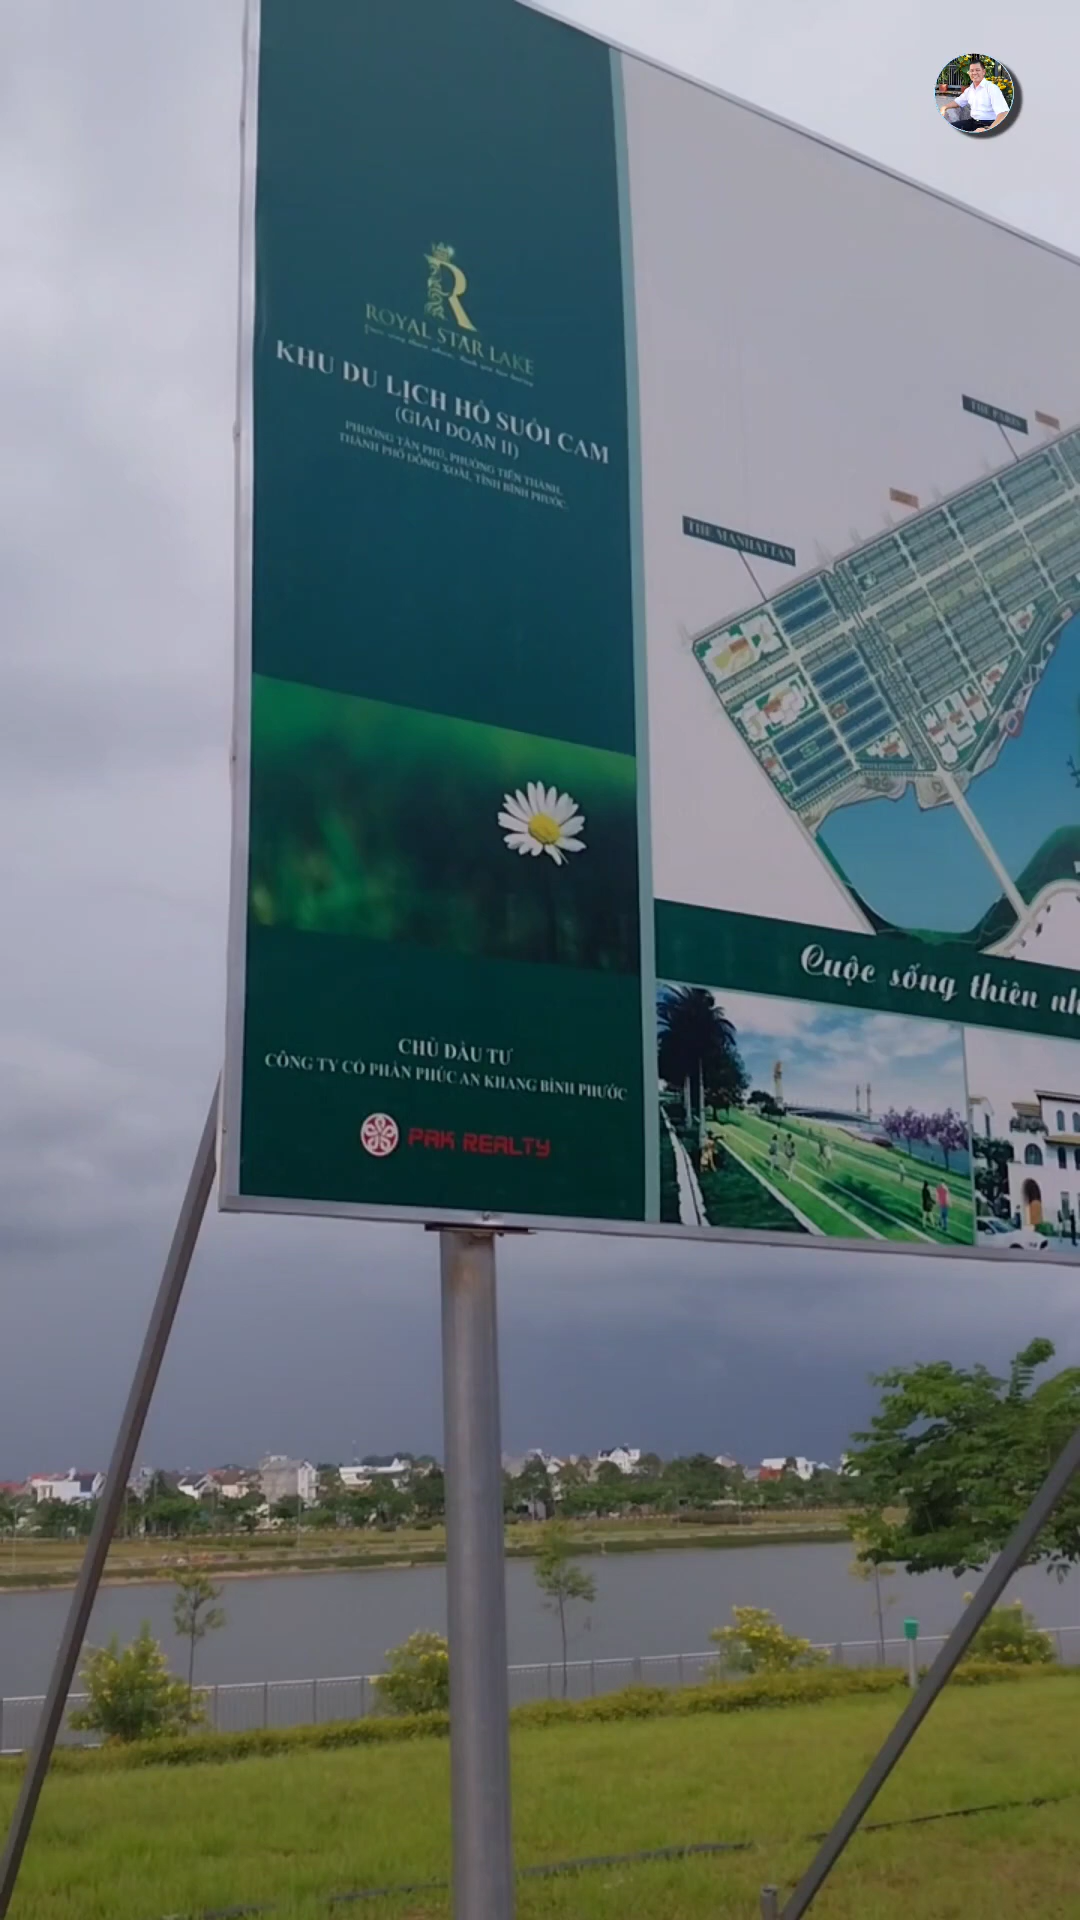 R
ROYAL STAR LAKE
KHU DU LỊCH HỒ SUỐI CAM
(GIAI ĐOẠN II)
PHƯỜNG TÂN PHÚ, PHƯỜNG TIẾN THÀNH,
THÀNH PHỐ ĐỒNG XOÀI, TỈNH BÌNH PHƯỚC.
THE PARIS
THE MANHATTAN
Cuộc sống thiên nh
CHỦ ĐẦU TƯ
CÔNG TY CỔ PHẦN PHÚC AN KHANG BÌNH PHƯỚC
PAK REALTY